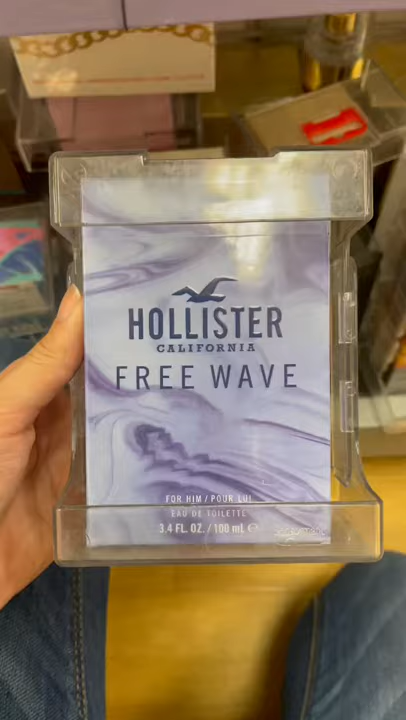 HOLLISTER
CALIFORNIA
FREE WAVE
FOR HIM / POUR LUI
EAU DE TOILETTE
3.4 FL. OZ. / 100 mL ℮